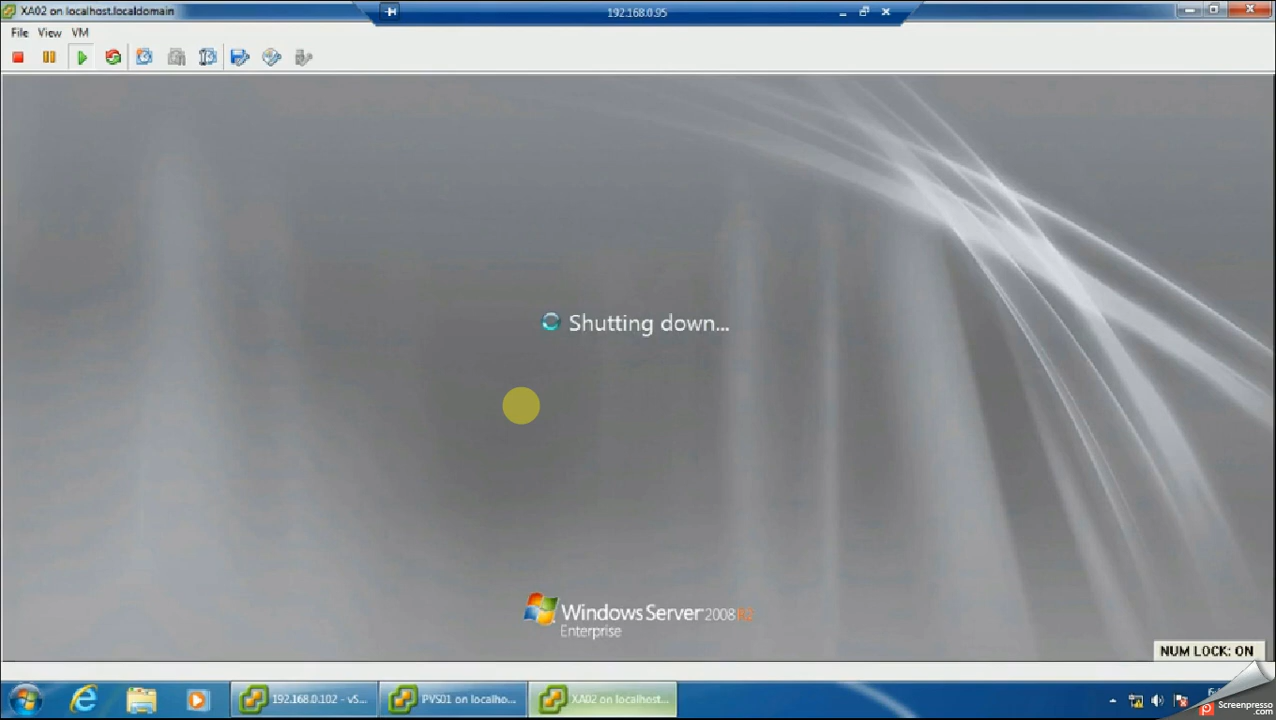 XA02 on localhost.localdomain
192.168.0.95
File View VM
Shutting down...
Windows Server 2008 R2
Enterprise
NUM LOCK: ON
192.168.0.102 - vS...
PVS01 on localho...
XA02 on localhost...
Screenpresso
.com